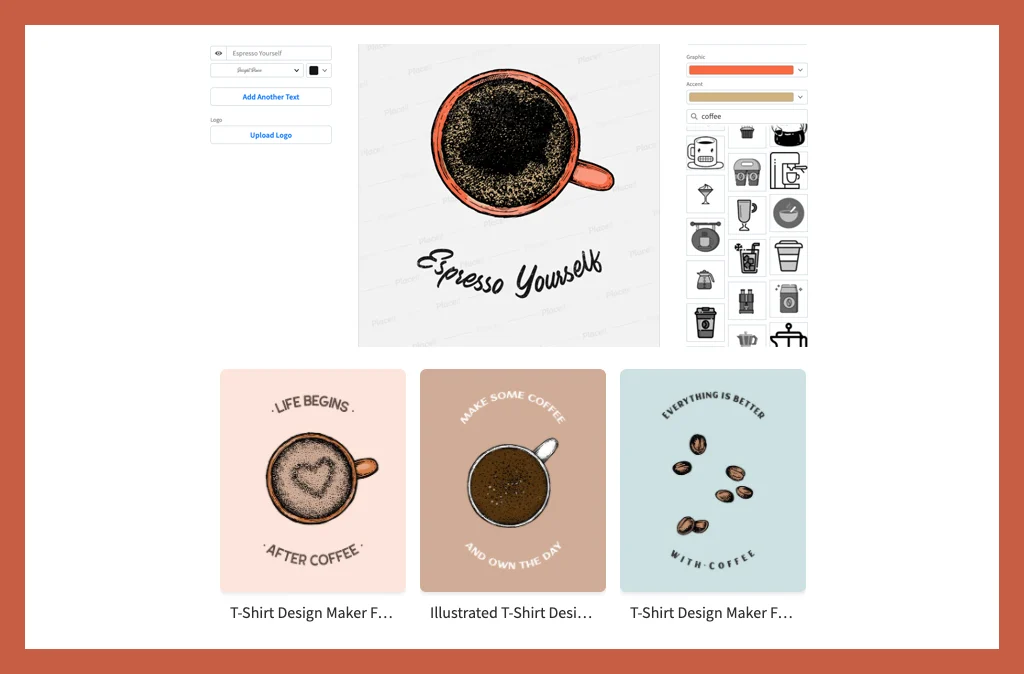 Espresso Yourself
Add Another Text
Logo
Upload Logo
Placeit
Espresso Yourself
Graphic
Accent
coffee
· LIFE BEGINS ·
· AFTER COFFEE ·
MAKE SOME COFFEE
AND OWN THE DAY
EVERYTHING IS BETTER
WITH · COFFEE
T-Shirt Design Maker F...
Illustrated T-Shirt Desi...
T-Shirt Design Maker F...